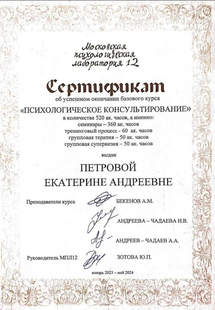 Московская
психологическая
лаборатория 12
Сертификат
об успешном окончании базового курса
«ПСИХОЛОГИЧЕСКОЕ КОНСУЛЬТИРОВАНИЕ»
в количестве 520 ак. часов, а именно:
семинары – 360 ак. часов
тренинговый процесс - 60 ак. часов
групповая терапия – 50 ак. часов
групповая супервизия – 50 ак. часов
выдан
ПЕТРОВОЙ
ЕКАТЕРИНЕ АНДРЕЕВНЕ
Преподаватели курса БЕКЕНОВ А.М.
АНДРЕЕВА – ЧАДАЕВА И.В.
АНДРЕЕВ – ЧАДАЕВ А.А.
Руководитель МПЛ12 ЗОТОВА Ю.П.
январь 2023 – май 2024